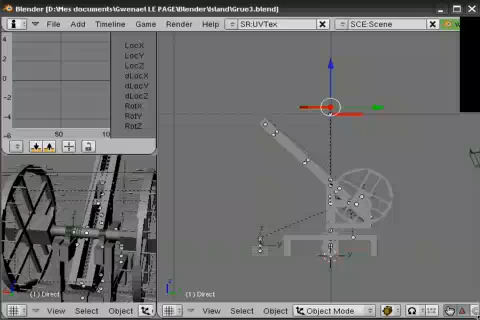 Blender [D:\Mes documents\Gwenael LE PAGE\Blender\Island\Grue3.blend]
File Add Timeline Game Render Help SR:UVTex SCE:Scene
4
2
0
-2
-4
-6
50 100
LocX
LocY
LocZ
dLocX
dLocY
dLocZ
RotX
RotY
RotZ
(1) Direct
(1) Direct
View Select Object
View Select Object Object Mode